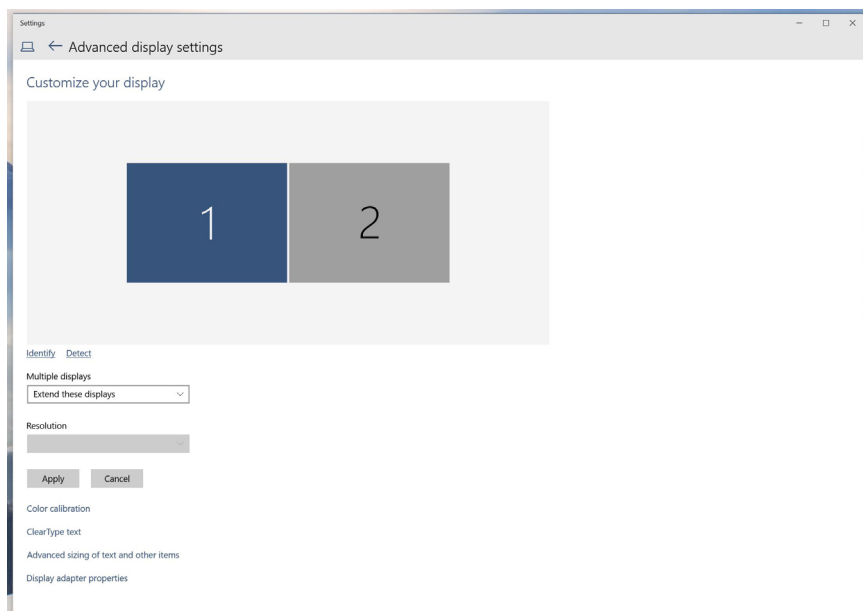 Settings
Advanced display settings
Customize your display
1 2
Identify Detect
Multiple displays
Extend these displays
Resolution
Apply Cancel
Color calibration
ClearType text
Advanced sizing of text and other items
Display adapter properties